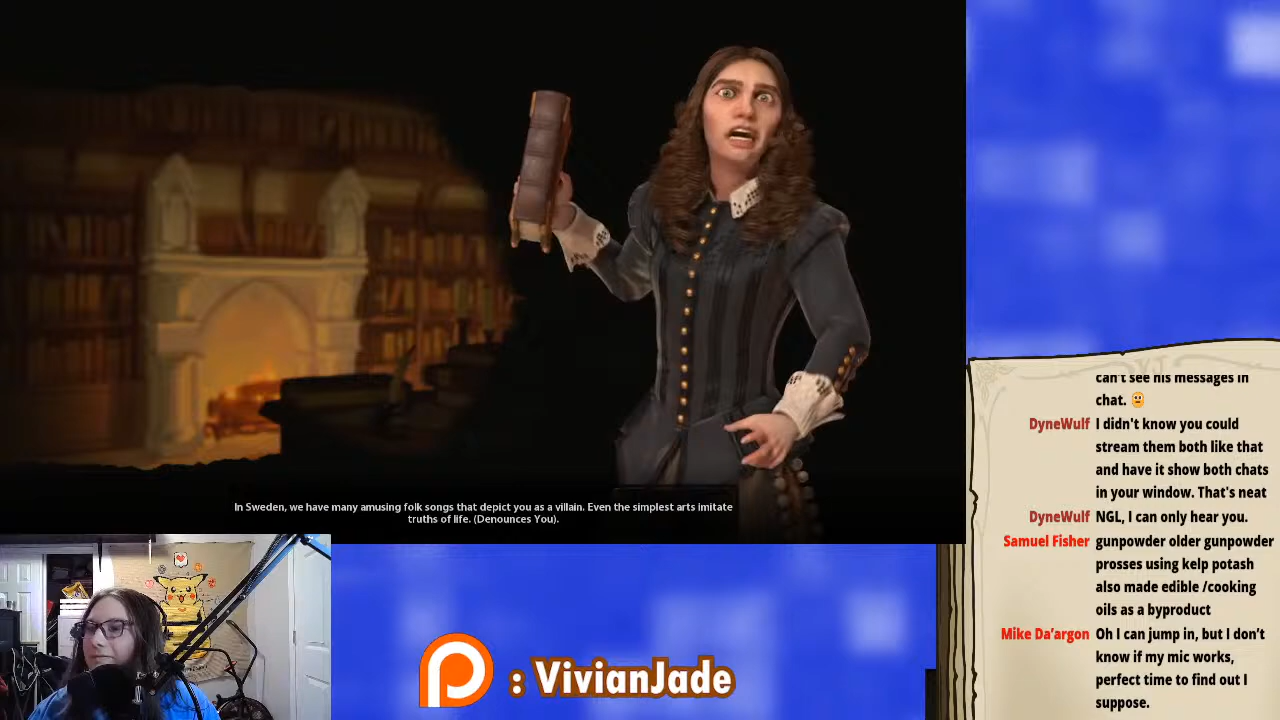 In Sweden, we have many amusing folk songs that depict you as a villain. Even the simplest arts imitate
truths of life. (Denounces You).
can't see his messages in
chat.
DyneWulf I didn't know you could
stream them both like that
and have it show both chats
in your window. That's neat
DyneWulf NGL, I can only hear you.
Samuel Fisher gunpowder older gunpowder
prosses using kelp potash
also made edible /cooking
oils as a byproduct
Mike Da'argon Oh I can jump in, but I don't
know if my mic works,
perfect time to find out I
suppose.
: VivianJade